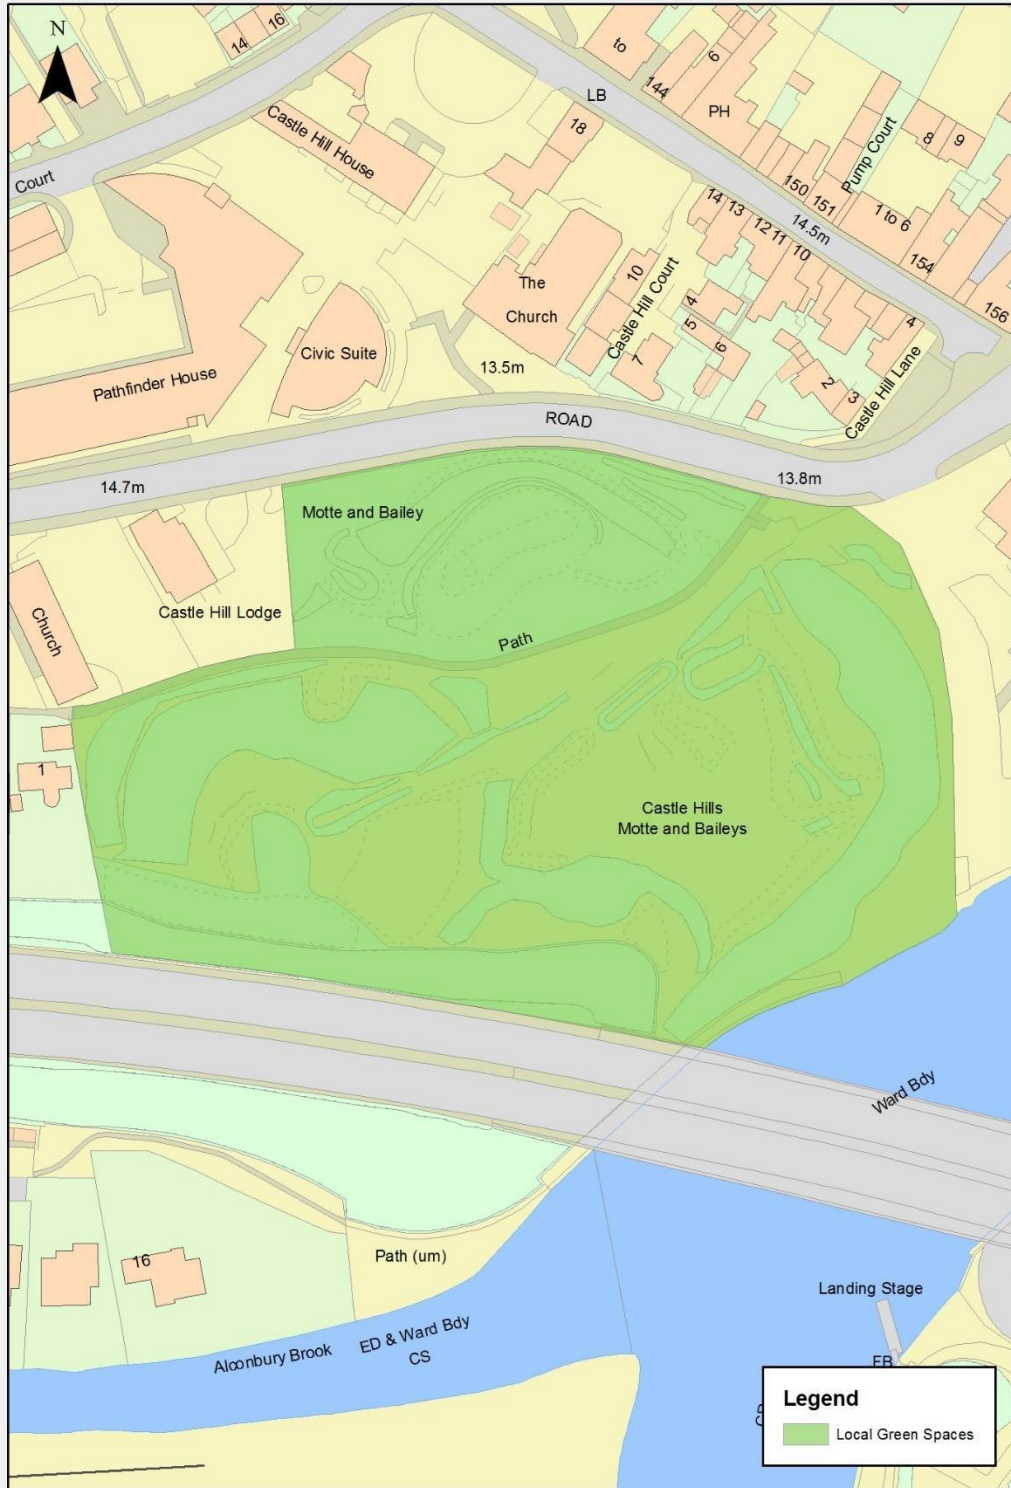 N
14
16
to
144
6
LB
PH
18
Castle Hill House
Court
Pump Court
8
9
150
151
1 to 6
154
156
14.5m
14
13
12
11
10
The
Church
10
Castle Hill Court
4
5
6
7
4
2
3
Castle Hill Lane
Civic Suite
13.5m
Pathfinder House
ROAD
14.7m
13.8m
Motte and Bailey
Castle Hill Lodge
Church
Path
1
Castle Hills
Motte and Baileys
Ward Bdy
16
Path (um)
Landing Stage
Alconbury Brook
ED & Ward Bdy
CS
FB
Legend
Local Green Spaces